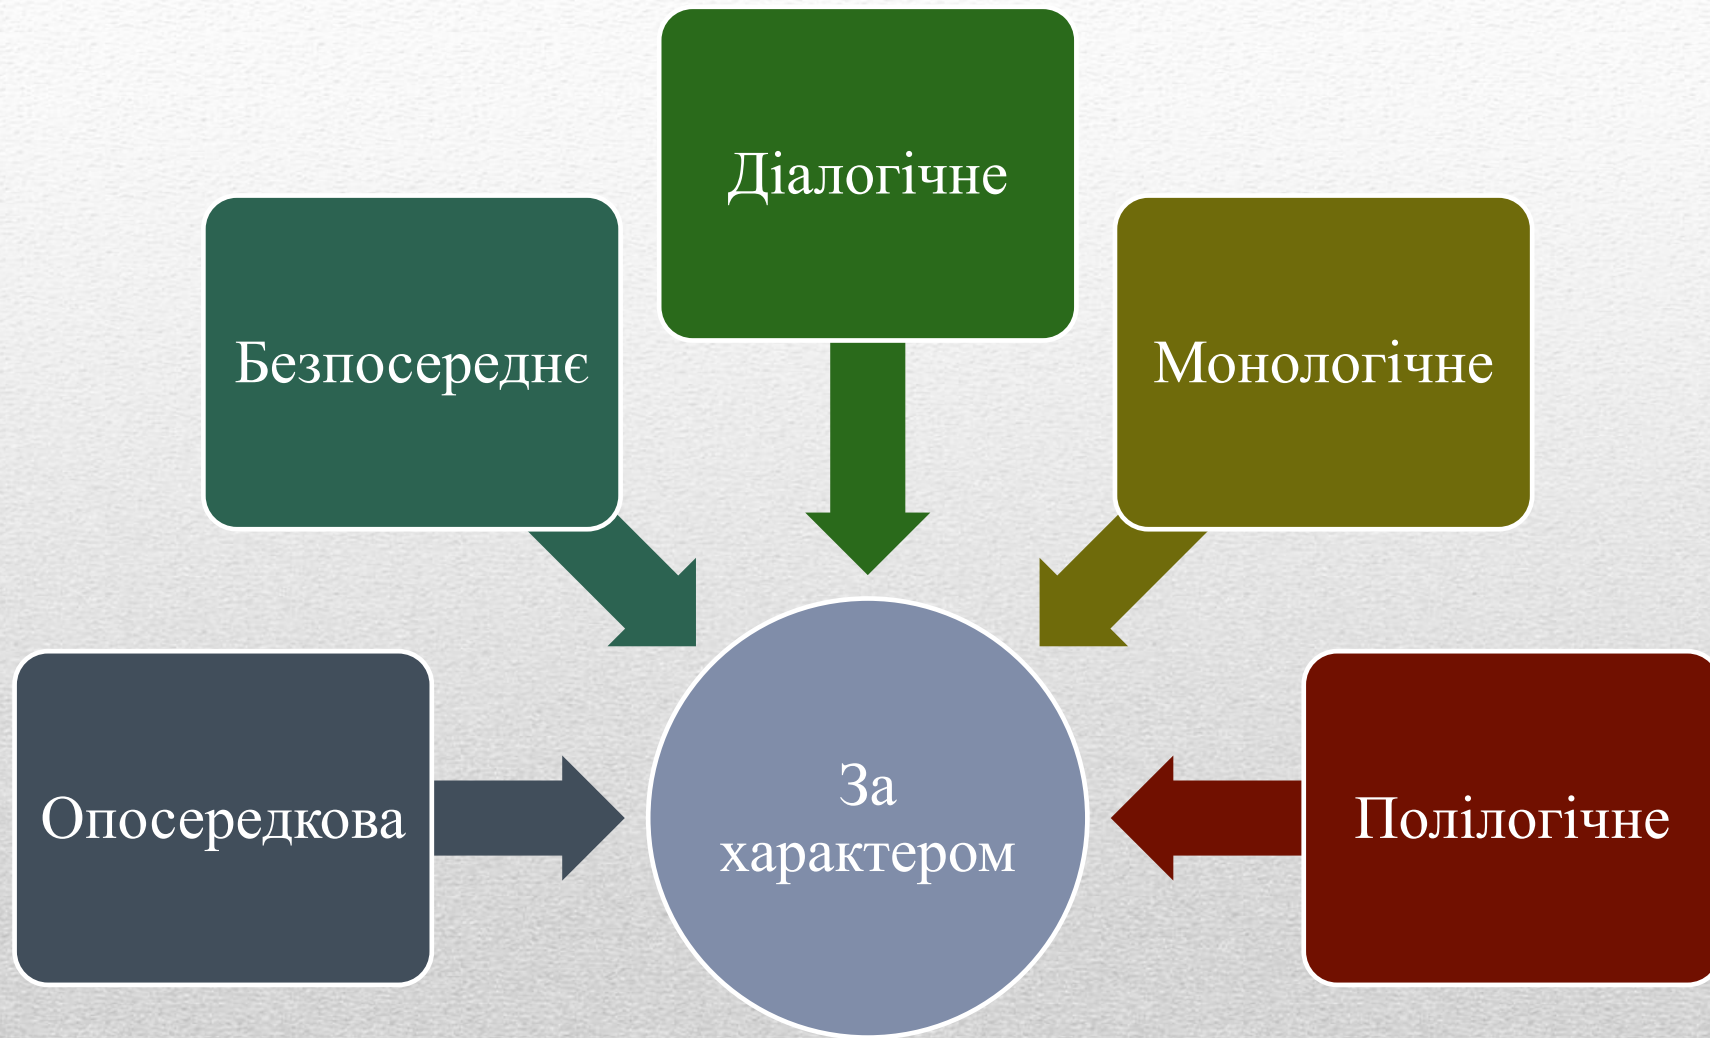 Діалогічне
Безпосереднє
Монологічне
Опосередкова
За
характером
Полілогічне